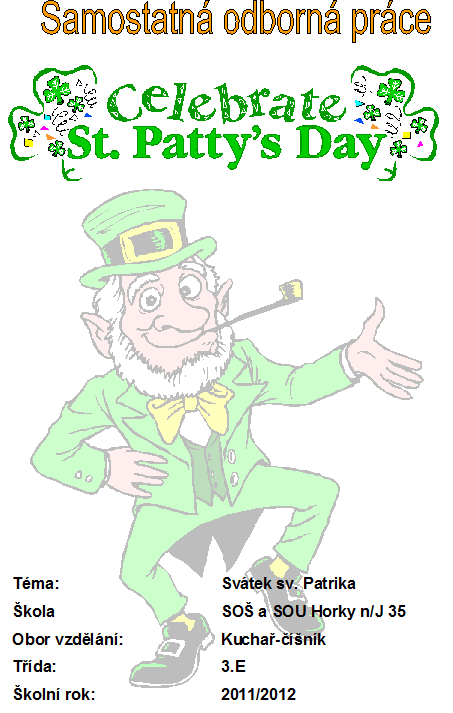 Samostatná odborná práce
Celebrate
St. Patty's Day
Téma: Svátek sv. Patrika
Škola SOŠ a SOU Horky n/J 35
Obor vzdělání: Kuchař-číšník
Třída: 3.E
Školní rok: 2011/2012